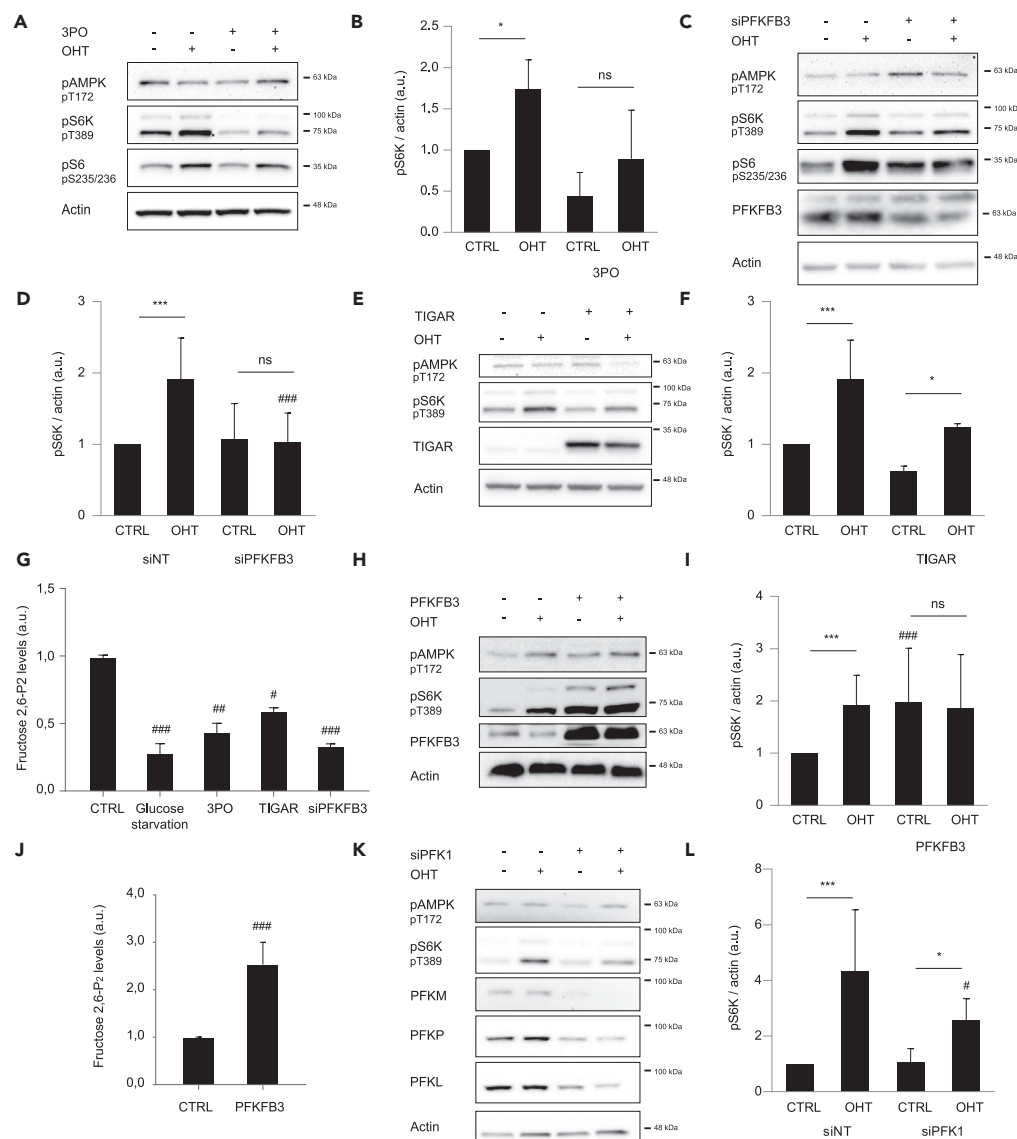 A
3PO - - + +
OHT - + - +
pAMPK
pT172
63 kDa
pS6K
pT389
100 kDa
75 kDa
pS6
pS235/236
35 kDa
Actin
48 kDa
B
pS6K / actin (a.u.)
2.5
2.0
1.5
1.0
0.5
0.0
*
ns
CTRL OHT CTRL OHT
3PO
C
siPFKFB3 - - + +
OHT - + - +
pAMPK
pT172
63 kDa
pS6K
pT389
100 kDa
75 kDa
pS6
pS235/236
35 kDa
PFKFB3
63 kDa
Actin
48 kDa
D
pS6K / actin (a.u.)
3
2
1
0
***
ns
###
CTRL OHT CTRL OHT
siNT siPFKFB3
E
TIGAR - - + +
OHT - + - +
pAMPK
pT172
63 kDa
pS6K
pT389
100 kDa
75 kDa
TIGAR
35 kDa
Actin
48 kDa
F
pS6K / actin (a.u.)
3
2
1
0
***
*
CTRL OHT CTRL OHT
TIGAR
G
Fructose 2,6-P2 levels (a.u.)
1,5
1,0
0,5
0,0
###
##
#
###
CTRL Glucose starvation 3PO TIGAR siPFKFB3
H
PFKFB3 - - + +
OHT - + - +
pAMPK
pT172
63 kDa
pS6K
pT389
75 kDa
PFKFB3
63 kDa
Actin
48 kDa
I
pS6K / actin (a.u.)
4
3
2
1
0
***
###
ns
CTRL OHT CTRL OHT
PFKFB3
J
Fructose 2,6-P2 levels (a.u.)
4,0
3,0
2,0
1,0
0,0
###
CTRL PFKFB3
K
siPFK1 - - + +
OHT - + - +
pAMPK
pT172
63 kDa
pS6K
pT389
100 kDa
75 kDa
PFKM
100 kDa
PFKP
100 kDa
PFKL
100 kDa
Actin
48 kDa
L
pS6K / actin (a.u.)
8
6
4
2
0
***
*
#
CTRL OHT CTRL OHT
siNT siPFK1